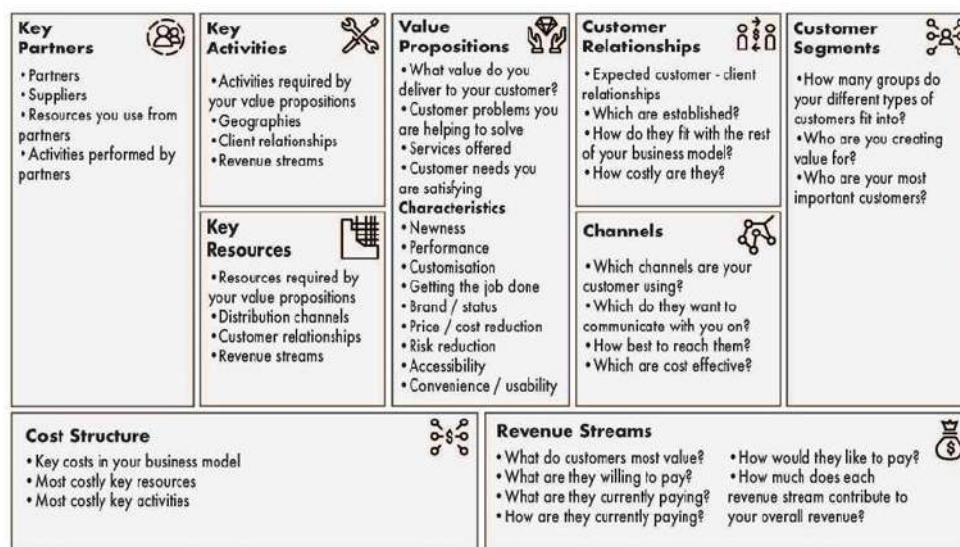 Key
Partners
• Partners
• Suppliers
• Resources you use from
partners
• Activities performed by
partners
Key
Activities
• Activities required by
your value propositions
• Geographies
• Client relationships
• Revenue streams
Key
Resources
• Resources required by
your value propositions
• Distribution channels
• Customer relationships
• Revenue streams
Value
Propositions
• What value do you
deliver to your customer?
• Customer problems you
are helping to solve
• Services offered
• Customer needs you
are satisfying
Characteristics
• Newness
• Performance
• Customisation
• Getting the job done
• Brand / status
• Price / cost reduction
• Risk reduction
• Accessibility
• Convenience / usability
Customer
Relationships
• Expected customer - client
relationships
• Which are established?
• How do they fit with the rest
of your business model?
• How costly are they?
Channels
• Which channels are your
customer using?
• Which do they want to
communicate with you on?
• How best to reach them?
• Which are cost effective?
Customer
Segments
• How many groups do
your different types of
customers fit into?
• Who are you creating
value for?
• Who are your most
important customers?
Cost Structure
• Key costs in your business model
• Most costly key resources
• Most costly key activities
Revenue Streams
• What do customers most value?
• What are they willing to pay?
• What are they currently paying?
• How are they currently paying?
• How would they like to pay?
• How much does each
revenue stream contribute to
your overall revenue?